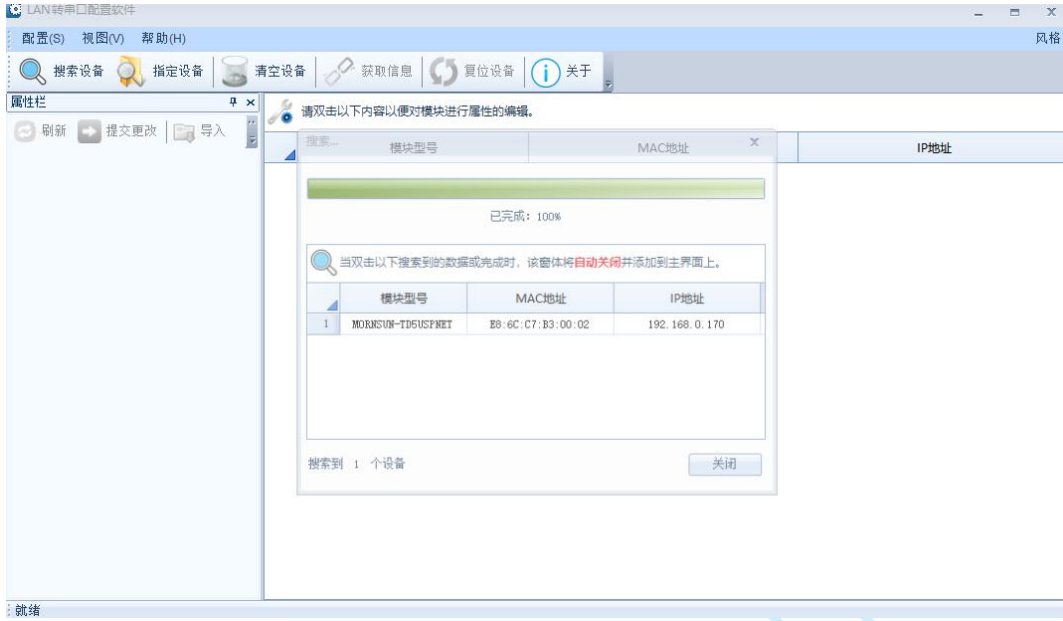 LAN转串口配置软件
配置(S) 视图(V) 帮助(H) 风格
搜索设备 指定设备 清空设备 获取信息 复位设备 关于
属性栏
刷新 提交更改 导入
请双击以下内容以便对模块进行属性的编辑。
模块型号 MAC地址 IP地址
搜索...
已完成：100%
当双击以下搜索到的数据或完成时，该窗体将自动关闭并添加到主界面上。
模块型号 MAC地址 IP地址
1 MORNSUN-TD5USPNET E8:6C:C7:B3:00:02 192.168.0.170
搜索到 1 个设备
关闭
就绪